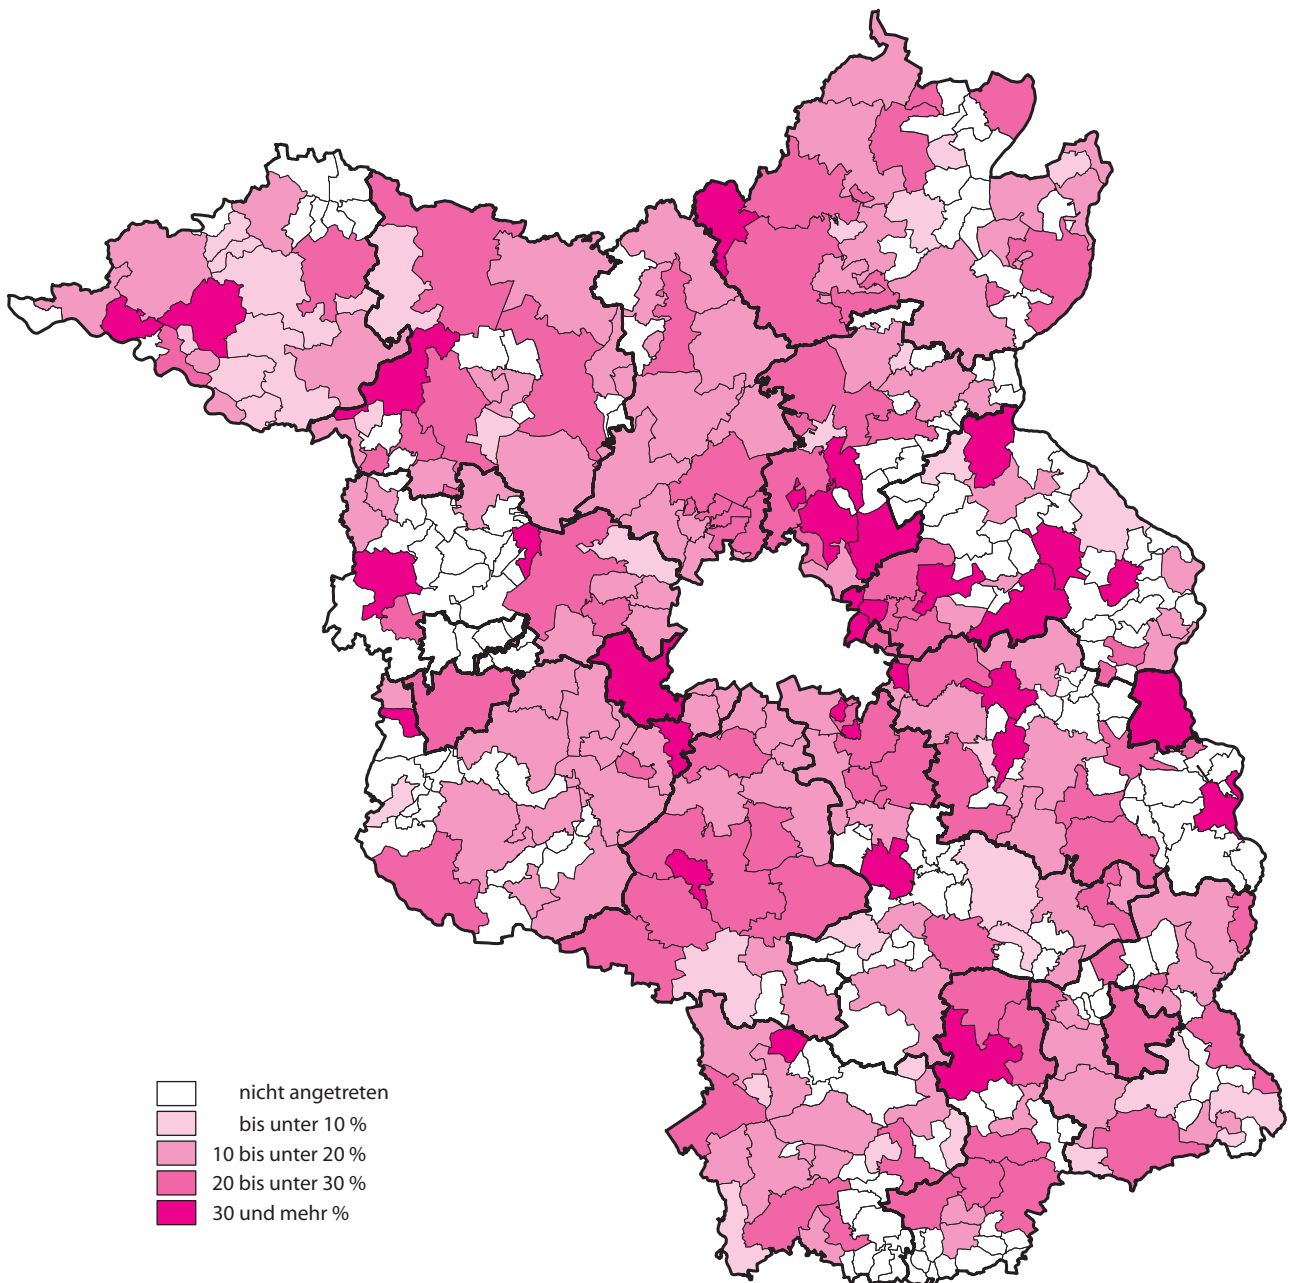 nicht angetreten
bis unter 10 %
10 bis unter 20 %
20 bis unter 30 %
30 und mehr %